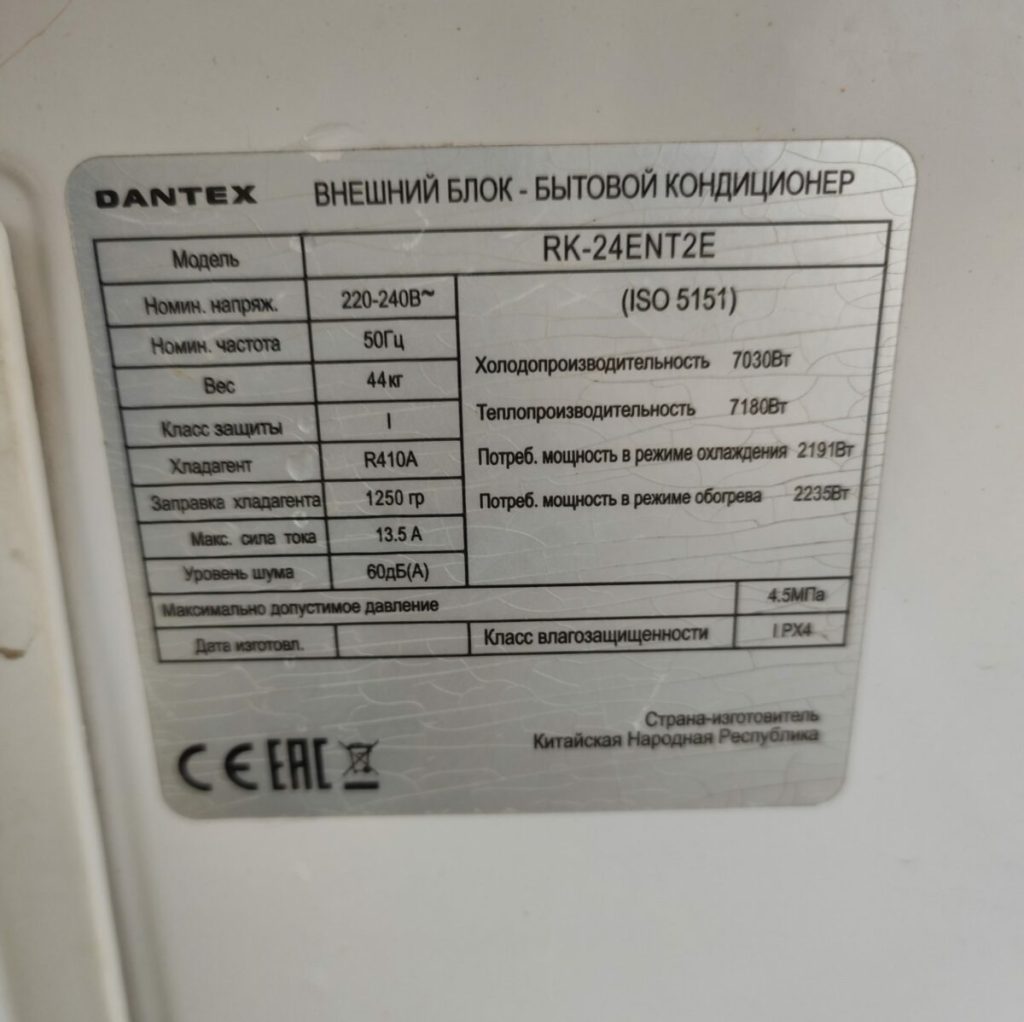 DANTEX ВНЕШНИЙ БЛОК - БЫТОВОЙ КОНДИЦИОНЕР
Модель RK-24ENT2E
Номин. напряж. 220-240В~
Номин. частота 50Гц
Вес 44кг
Класс защиты I
Хладагент R410A
Заправка хладагента 1250 гр
Макс. сила тока 13.5 А
Уровень шума 60дБ(А)
(ISO 5151)
Холодопроизводительность 7030Вт
Теплопроизводительность 7180Вт
Потреб. мощность в режиме охлаждения 2191Вт
Потреб. мощность в режиме обогрева 2235Вт
Максимально допустимое давление 4.5МПа
Дата изготовл. Класс влагозащищенности IPX4
Страна-изготовитель
Китайская Народная Республика
CE EAC